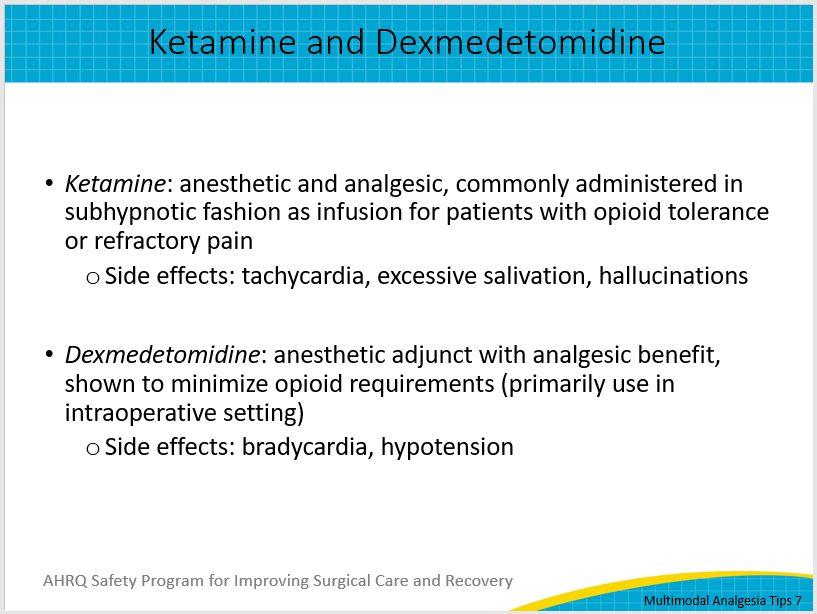 Ketamine and Dexmedetomidine
• Ketamine: anesthetic and analgesic, commonly administered in
subhypnotic fashion as infusion for patients with opioid tolerance
or refractory pain
o Side effects: tachycardia, excessive salivation, hallucinations
• Dexmedetomidine: anesthetic adjunct with analgesic benefit,
shown to minimize opioid requirements (primarily use in
intraoperative setting)
o Side effects: bradycardia, hypotension
AHRQ Safety Program for Improving Surgical Care and Recovery
Multimodal Analgesia Tips 7